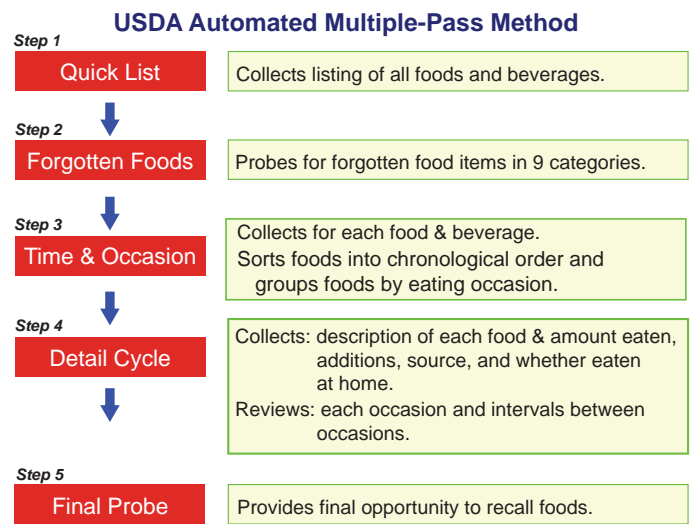 USDA Automated Multiple-Pass Method
Step 1
Quick List
Collects listing of all foods and beverages.
Step 2
Forgotten Foods
Probes for forgotten food items in 9 categories.
Step 3
Time & Occasion
Collects for each food & beverage.
Sorts foods into chronological order and
groups foods by eating occasion.
Step 4
Detail Cycle
Collects: description of each food & amount eaten,
additions, source, and whether eaten
at home.
Reviews: each occasion and intervals between
occasions.
Step 5
Final Probe
Provides final opportunity to recall foods.